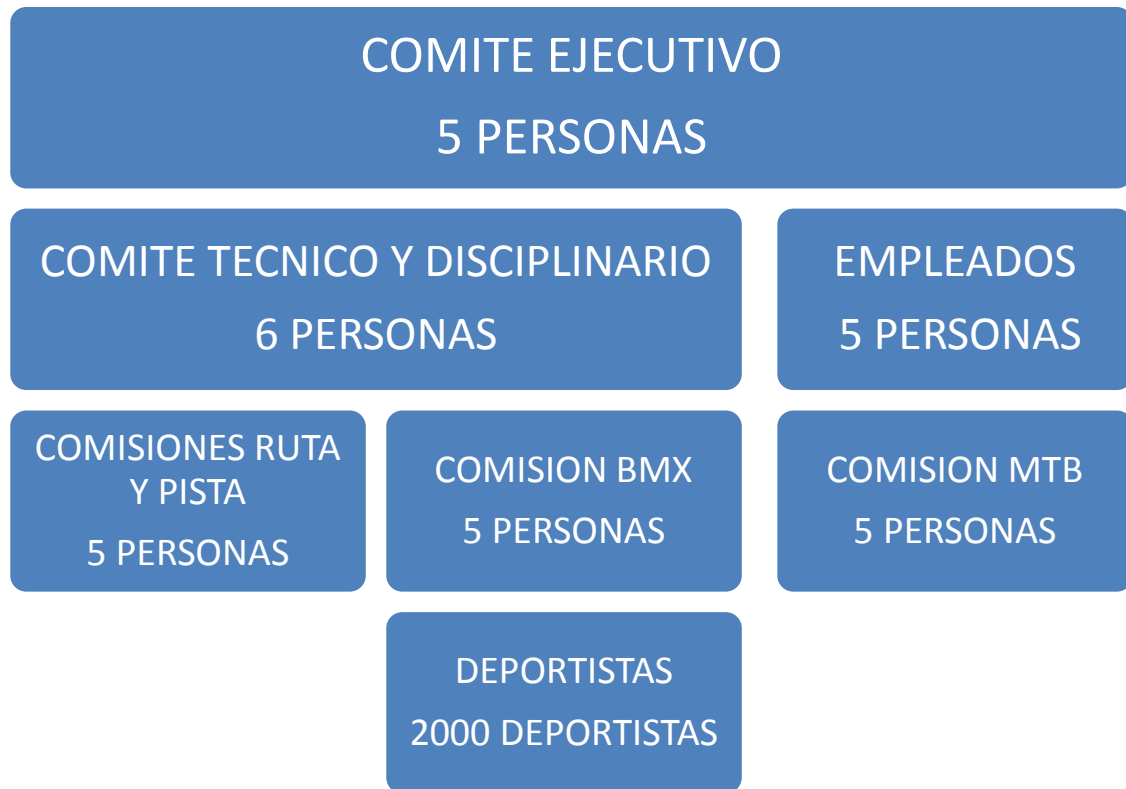 COMITE EJECUTIVO
5 PERSONAS
COMITE TECNICO Y DISCIPLINARIO
6 PERSONAS
EMPLEADOS
5 PERSONAS
COMISIONES RUTA
Y PISTA
5 PERSONAS
COMISION BMX
5 PERSONAS
COMISION MTB
5 PERSONAS
DEPORTISTAS
2000 DEPORTISTAS